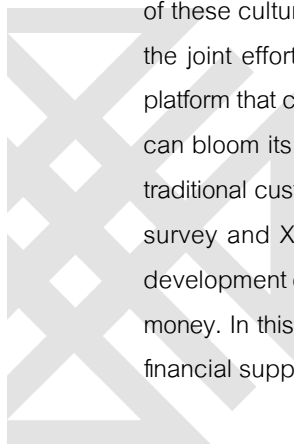 of these cultur
the joint effort
platform that c
can bloom its
traditional cus
survey and X
development
money. In this
financial supp